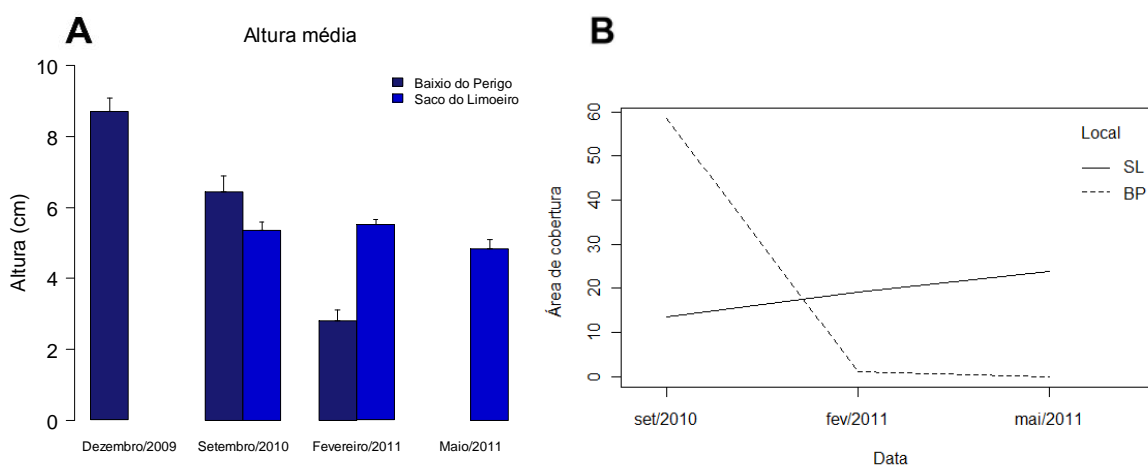 A
Altura média
Baixio do Perigo
Saco do Limoeiro
Altura (cm)
10
8
6
4
2
0
Dezembro/2009 Setembro/2010 Fevereiro/2011 Maio/2011
B
Local
SL
BP
Área de cobertura
60
50
40
30
20
10
0
set/2010 fev/2011 mai/2011
Data